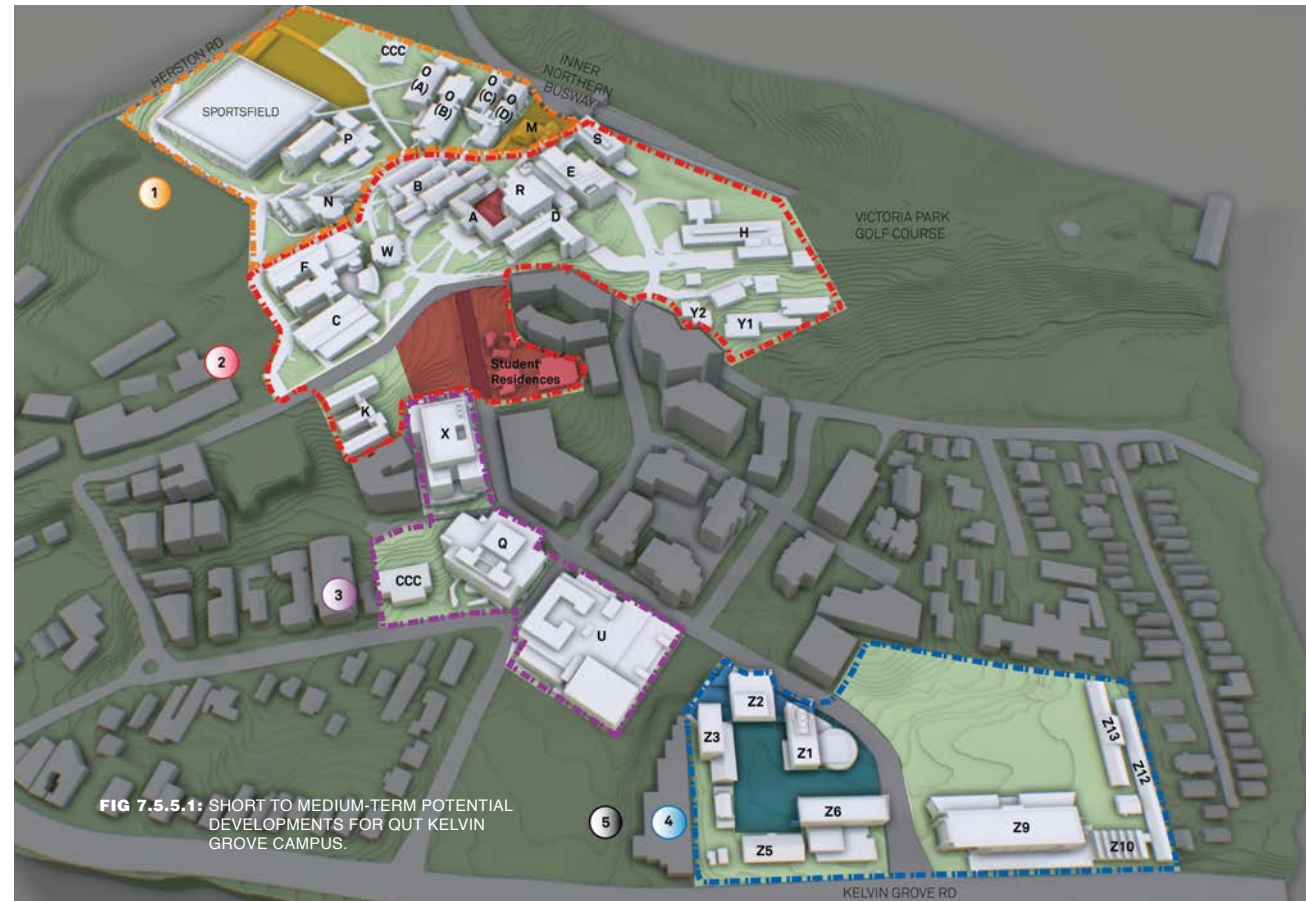 HERSTON RD
CCC
INNER
NORTHERN
BUSWAY
O
(A)
O
(B)
O
(C)
O
(D)
SPORTSFIELD
M
P
S
1
B
R
E
N
A
D
VICTORIA PARK
GOLF COURSE
H
W
F
C
Y2
Y1
2
Student
Residences
K
X
Q
CCC
3
U
Z2
Z3
Z1
Z13
Z12
FIG 7.5.5.1: SHORT TO MEDIUM-TERM POTENTIAL
DEVELOPMENTS FOR QUT KELVIN
GROVE CAMPUS.
5
4
Z6
Z9
Z5
Z10
KELVIN GROVE RD